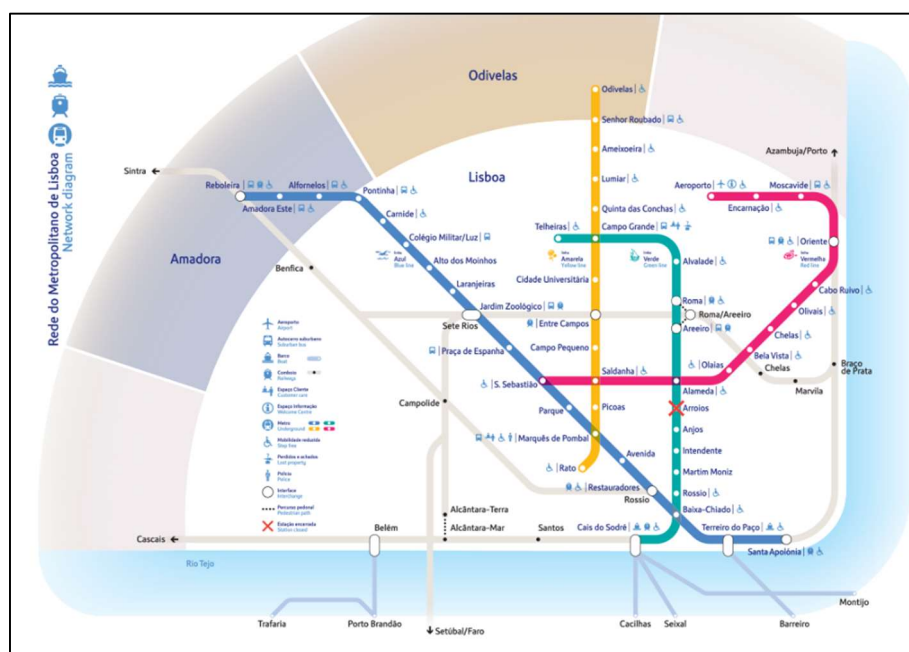 Rede do Metropolitano de Lisboa
Network diagram
Odivelas
Lisboa
Amadora
Odivelas
Senhor Roubado
Ameixoeira
Lumiar
Quinta das Conchas
Campo Grande
Telheiras
Azambuja/Porto
Sintra
Reboleira
Alfornelos
Pontinha
Amadora Este
Carnide
Colégio Militar/Luz
Alto dos Moinhos
Laranjeiras
Jardim Zoológico
Sete Rios
Benfica
Linha
Azul
Blue line
Linha
Amarela
Yellow line
Linha
Verde
Green line
Linha
Vermelha
Red line
Aeroporto
Moscavide
Encarnação
Oriente
Alvalade
Cidade Universitária
Cabo Ruivo
Roma
Olivais
Roma/Areeiro
Entre Campos
Areeiro
Chelas
Praça de Espanha
Campo Pequeno
Bela Vista
Saldanha
Olaias
Chelas
Braço
de Prata
S. Sebastião
Alameda
Marvila
Campolide
Parque
Picoas
Arroios
Anjos
Marquês de Pombal
Avenida
Intendente
Rato
Martim Moniz
Restauradores
Rossio
Rossio
Baixa-Chiado
Alcântara-Terra
Alcântara-Mar
Santos
Belém
Cais do Sodré
Terreiro do Paço
Cascais
Santa Apolónia
Rio Tejo
Montijo
Trafaria
Porto Brandão
Setúbal/Faro
Cacilhas
Seixal
Barreiro
Aeroporto
Airport
Autocarro suburbano
Suburban bus
Barco
Boat
Comboio
Railways
Espaço Cliente
Customer care
Espaço Informação
Welcome Centre
Metro
Underground
Mobilidade reduzida
Step free
Perdidos e achados
Lost property
Polícia
Police
Interface
Interchange
Percurso pedonal
Pedestrian path
Estação encerrada
Station closed